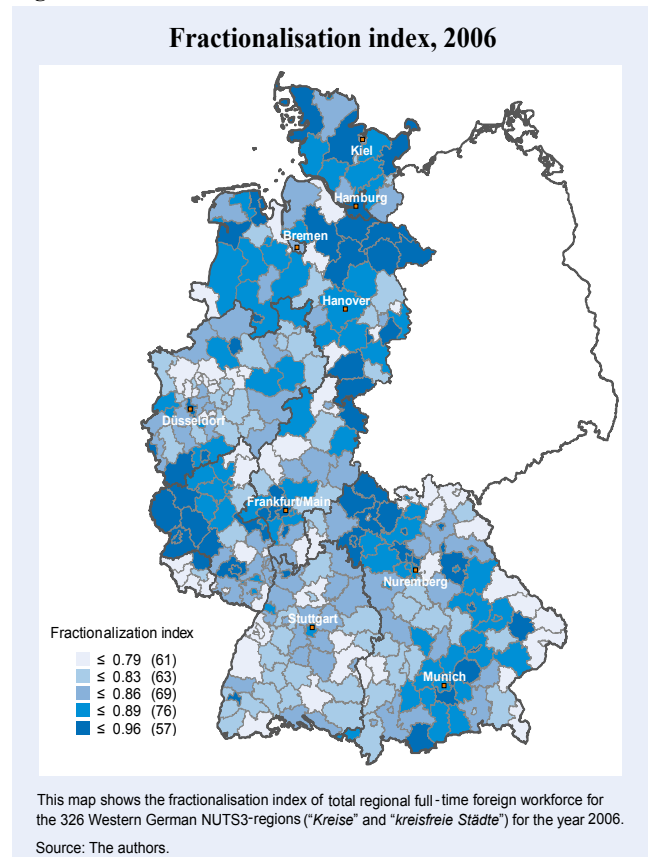 Fractionalisation index, 2006
Kiel
Hamburg
Bremen
Hanover
Düsseldorf
Frankfurt/Main
Nuremberg
Stuttgart
Munich
Fractionalization index
≤ 0.79 (61)
≤ 0.83 (63)
≤ 0.86 (69)
≤ 0.89 (76)
≤ 0.96 (57)
This map shows the fractionalisation index of total regional full-time foreign workforce for
the 326 Western German NUTS3-regions (“Kreise” and “kreisfreie Städte”) for the year 2006.
Source: The authors.